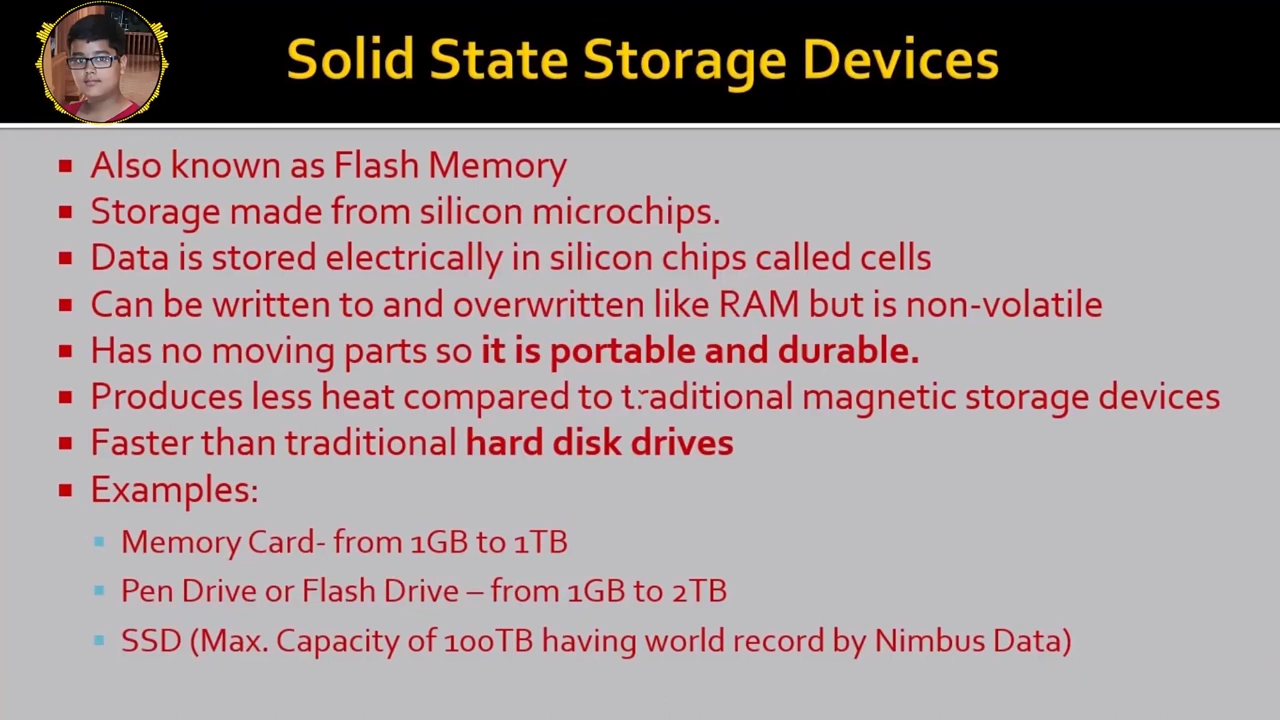 Solid State Storage Devices
Also known as Flash Memory
Storage made from silicon microchips.
Data is stored electrically in silicon chips called cells
Can be written to and overwritten like RAM but is non-volatile
Has no moving parts so it is portable and durable.
Produces less heat compared to traditional magnetic storage devices
Faster than traditional hard disk drives
Examples:
Memory Card- from 1GB to 1TB
Pen Drive or Flash Drive – from 1GB to 2TB
SSD (Max. Capacity of 100TB having world record by Nimbus Data)